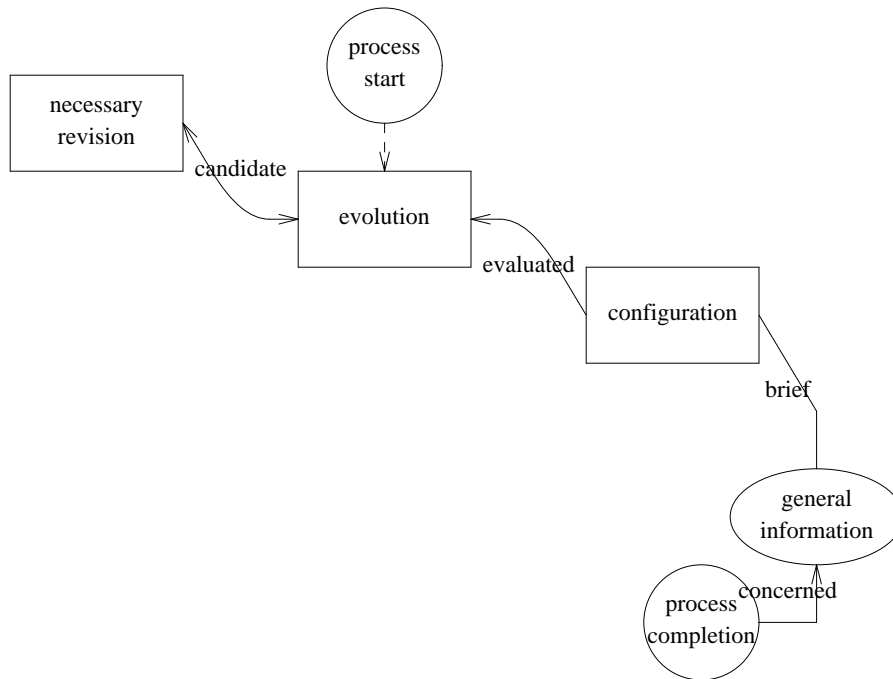 process
start
necessary
revision
candidate
evolution
evaluated
configuration
brief
general
information
concerned
process
completion